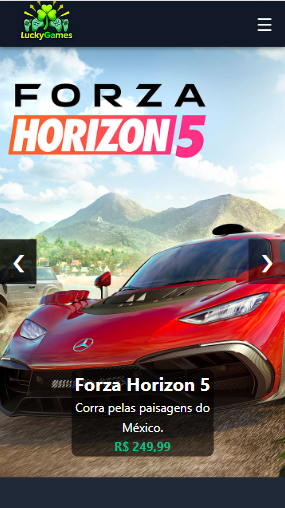 LuckyGames
FORZA
HORIZON 5
Forza Horizon 5
Corra pelas paisagens do
México.
R$ 249,99